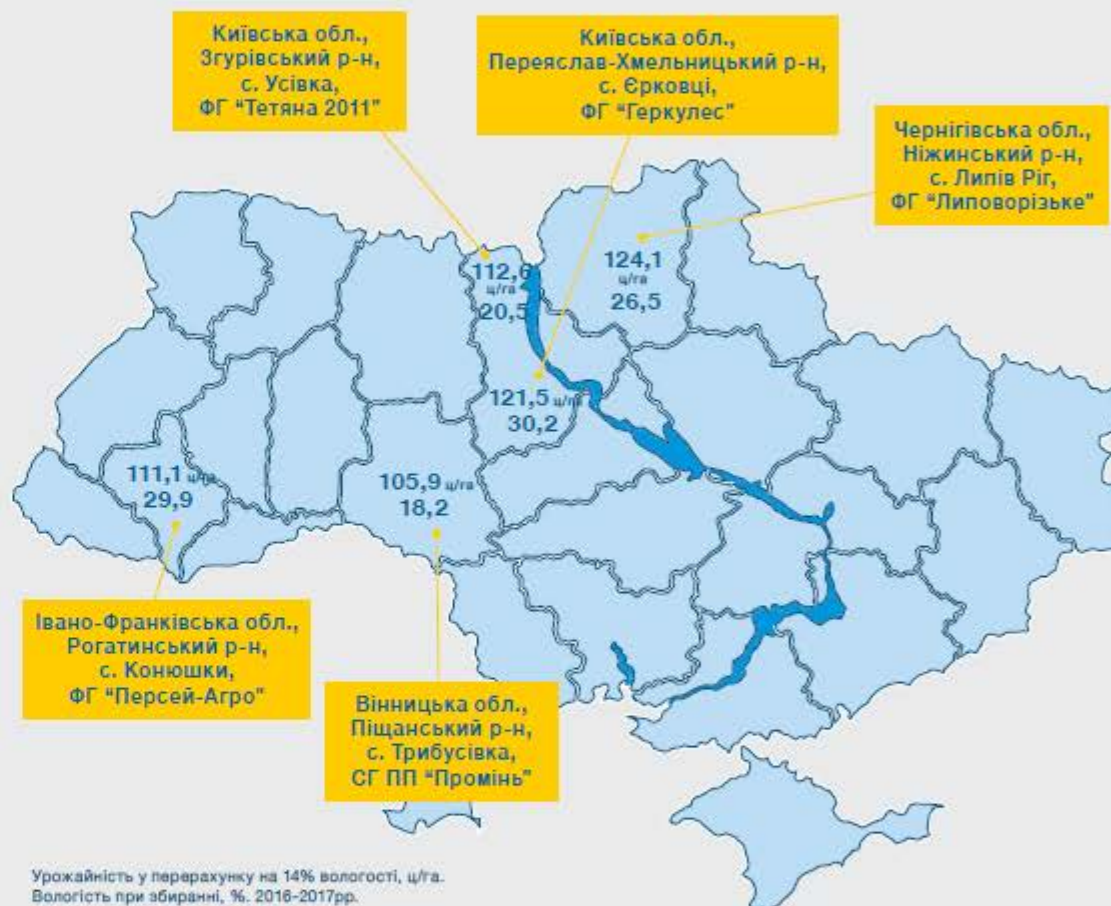 Київська обл.,
Згурівський р-н,
с. Усівка,
ФГ “Тетяна 2011”
Київська обл.,
Переяслав-Хмельницький р-н,
с. Єрковці,
ФГ “Геркулес”
Чернігівська обл.,
Ніжинський р-н,
с. Липів Ріг,
ФГ “Липоворізьке”
112,6
ц/га
20,5
124,1
ц/га
26,5
121,5 ц/га
30,2
111,1 ц/га
29,9
105,9 ц/га
18,2
Івано-Франківська обл.,
Рогатинський р-н,
с. Конюшки,
ФГ “Персей-Агро”
Вінницька обл.,
Піщанський р-н,
с. Трибусівка,
СГ ПП “Промінь”
Урожайність у перерахунку на 14% вологості, ц/га.
Вологість при збиранні, %. 2016-2017рр.